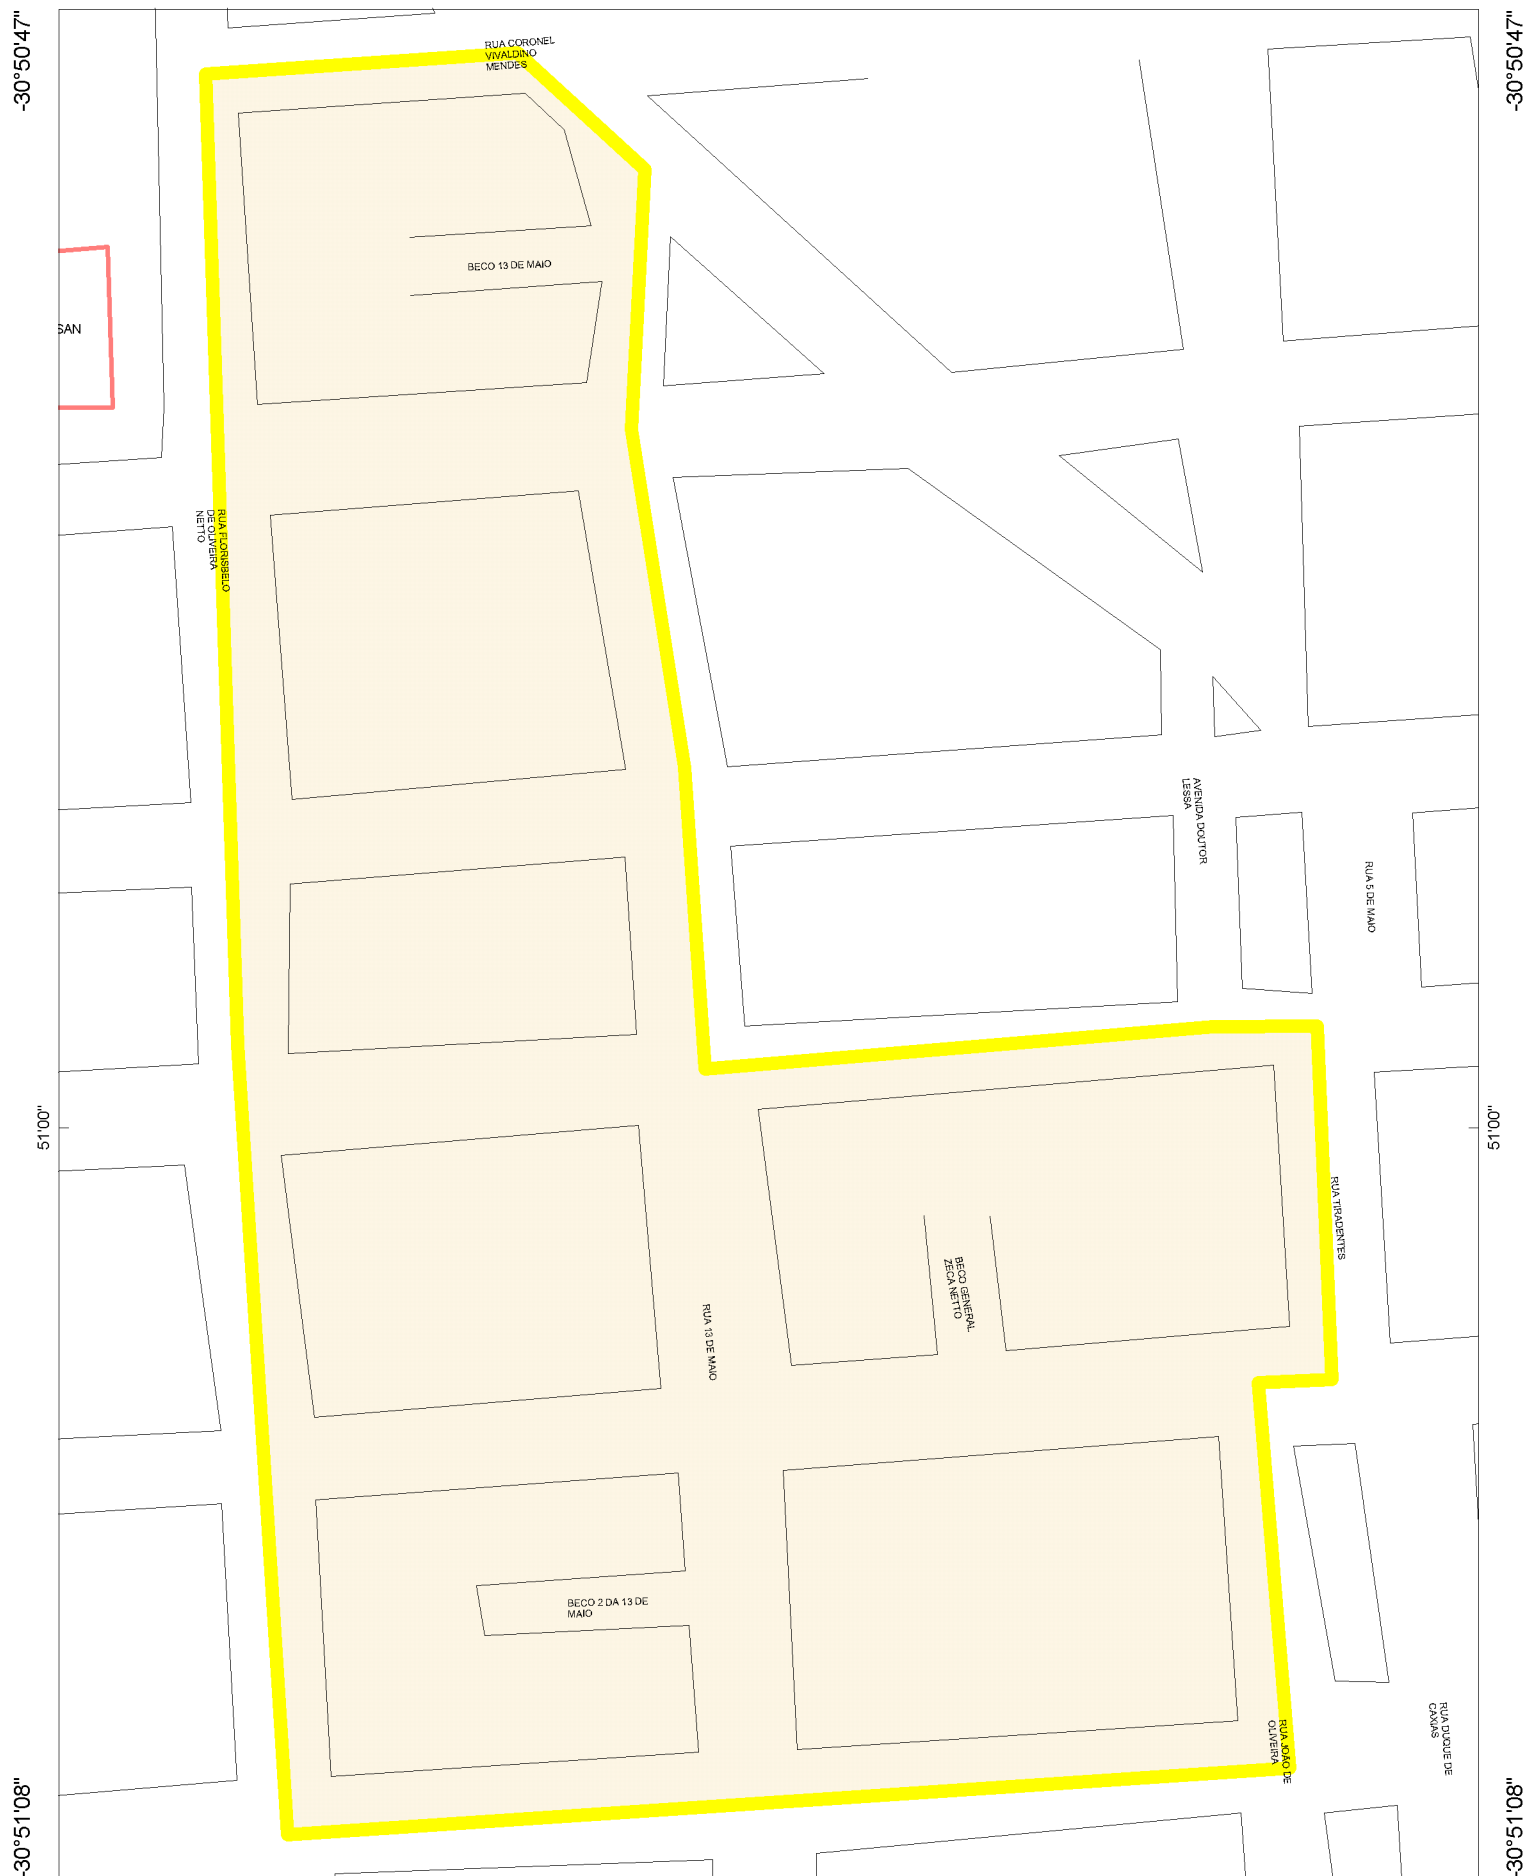 -30°50'47"
-30°50'47"
RUA CORONEL
VIVALDINO
MENDES
BECO 13 DE MAIO
SAN
RUA FLORISBELO
DE OLIVEIRA
NETTO
AVENIDA DOUTOR
LESSA
RUA 5 DE MAIO
51'00"
51'00"
RUA TIRADENTES
BECO GENERAL
ZECA NETTO
RUA 13 DE MAIO
BECO 2 DA 13 DE
MAIO
RUA JOÃO DE
OLIVEIRA
RUA DUQUE DE
CAXIAS
-30°51'08"
-30°51'08"